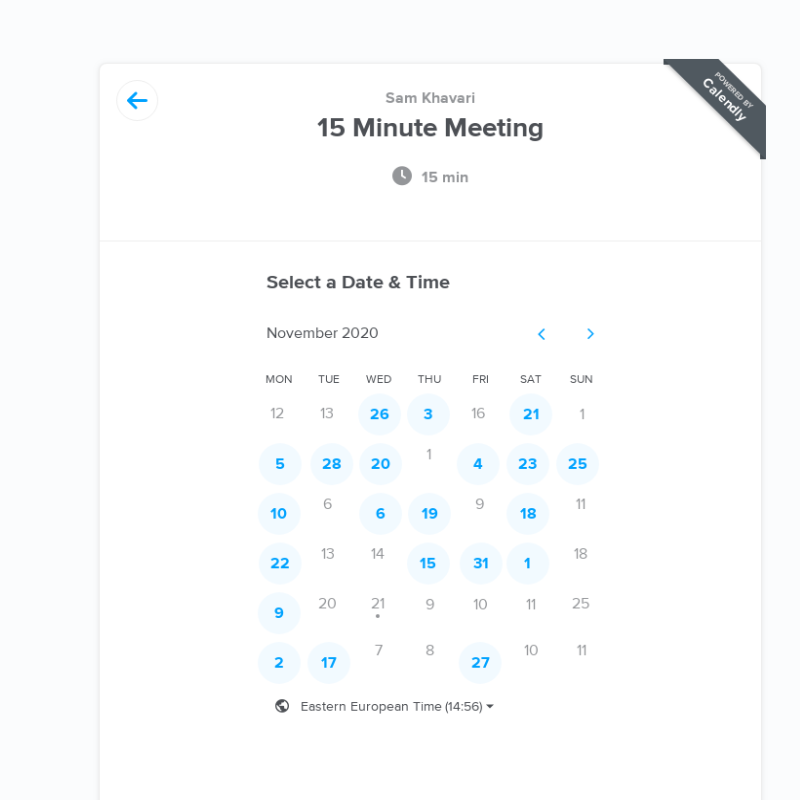 POWERED BY
Calendly
Sam Khavari
15 Minute Meeting
15 min
Select a Date & Time
November 2020
MON TUE WED THU FRI SAT SUN
12 13 26 3 16 21 1
5 28 20 1 4 23 25
10 6 6 19 9 18 11
22 13 14 15 31 1 18
9 20 21 9 10 11 25
2 17 7 8 27 10 11
Eastern European Time (14:56)